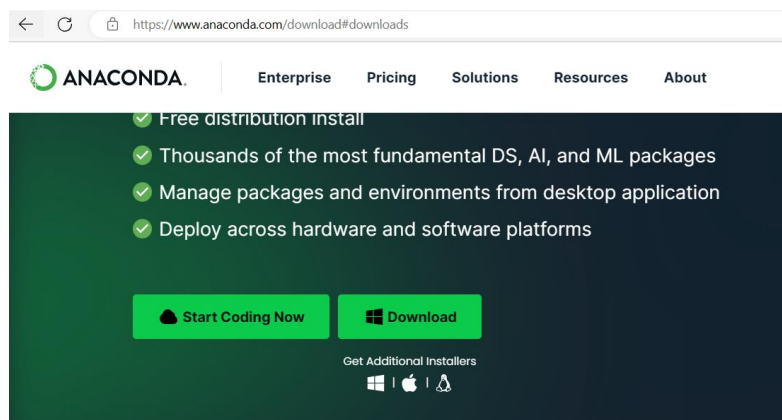 https://www.anaconda.com/download#downloads
ANACONDA. Enterprise Pricing Solutions Resources About
Free distribution install
Thousands of the most fundamental DS, AI, and ML packages
Manage packages and environments from desktop application
Deploy across hardware and software platforms
Start Coding Now Download
Get Additional Installers